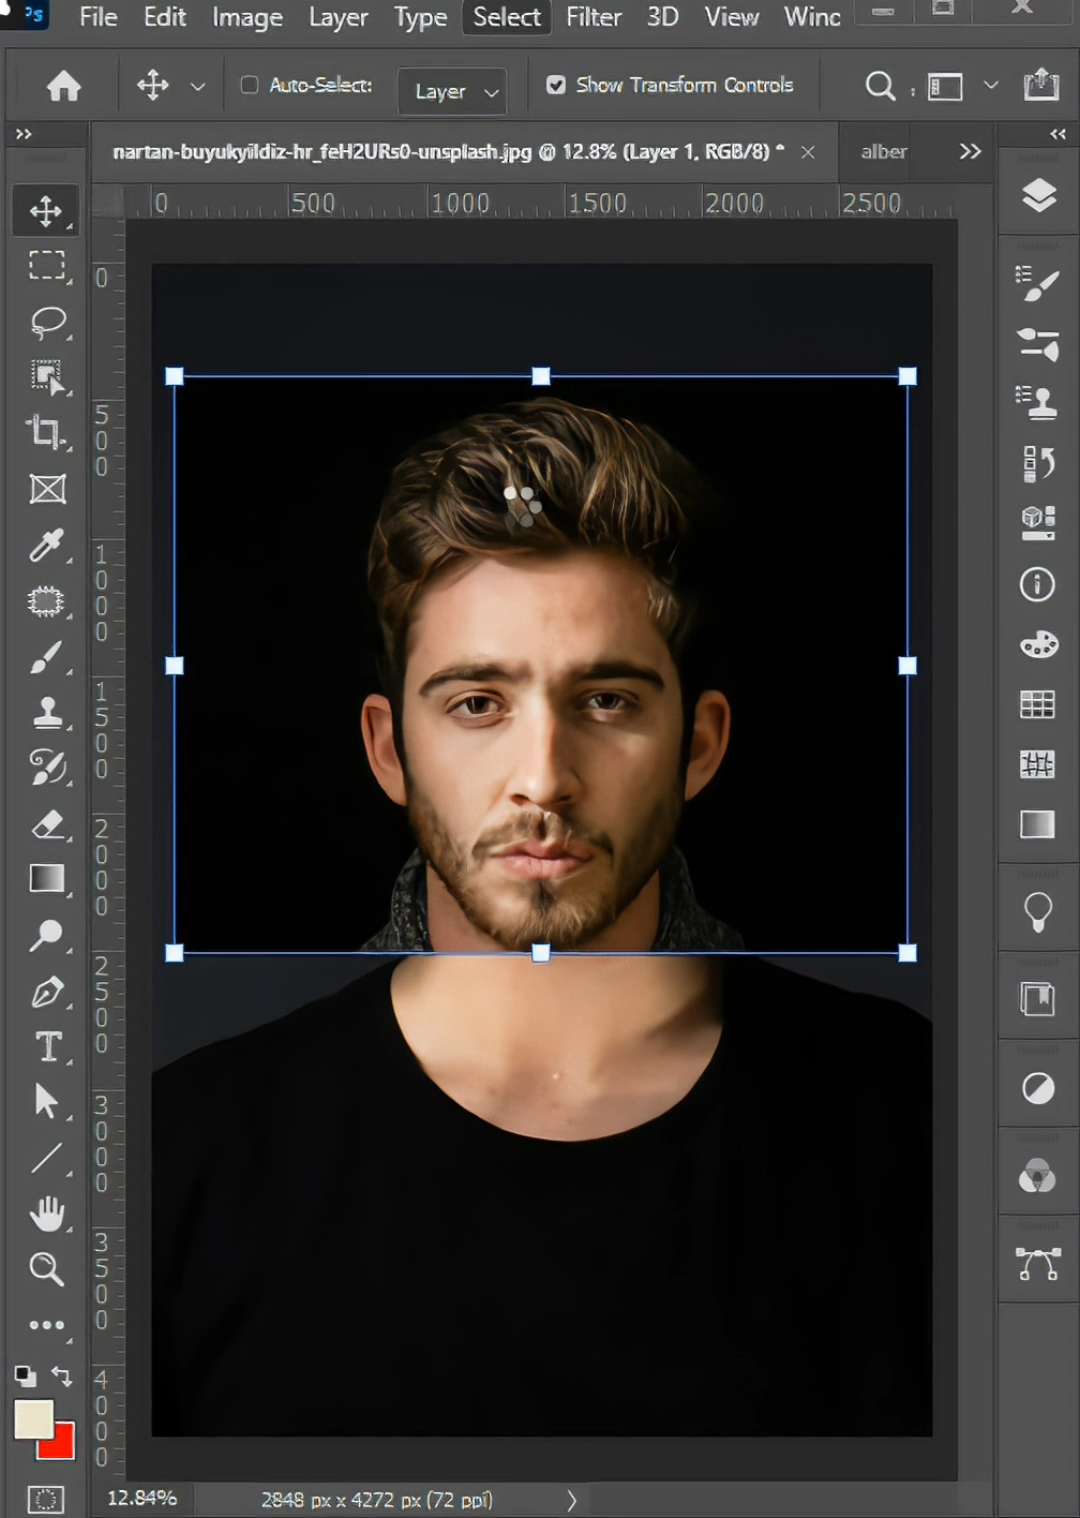 Ps File Edit Image Layer Type Select Filter 3D View Winc
Auto-Select: Layer Show Transform Controls
nartan-buyukyildiz-hr_feH2URs0-unsplash.jpg @ 12.8% (Layer 1, RGB/8) * × alber
0 500 1000 1500 2000 2500
0
500
1000
1500
2000
2500
3000
3500
4000
T
12.84% 2848 px x 4272 px (72 ppi)